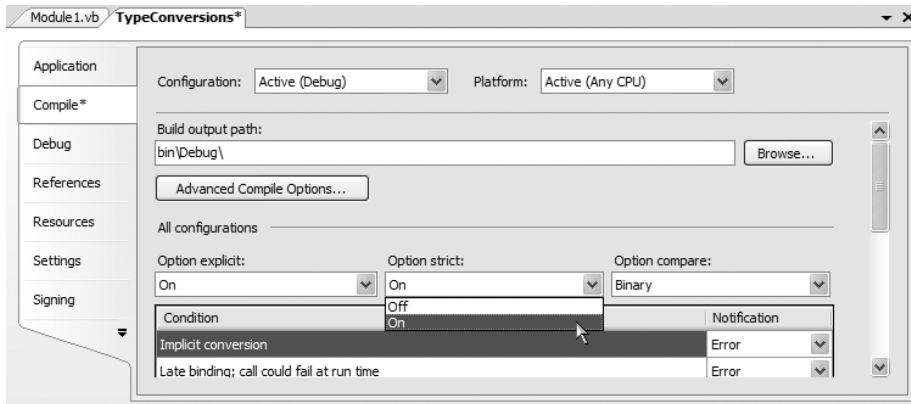 Module1.vb TypeConversions*
Application
Compile*
Debug
References
Resources
Settings
Signing
Configuration: Active (Debug) Platform: Active (Any CPU)
Build output path:
bin\Debug\ Browse...
Advanced Compile Options...
All configurations
Option explicit: Option strict: Option compare:
On On Binary
Off
On
Condition Notification
Implicit conversion Error
Late binding; call could fail at run time Error